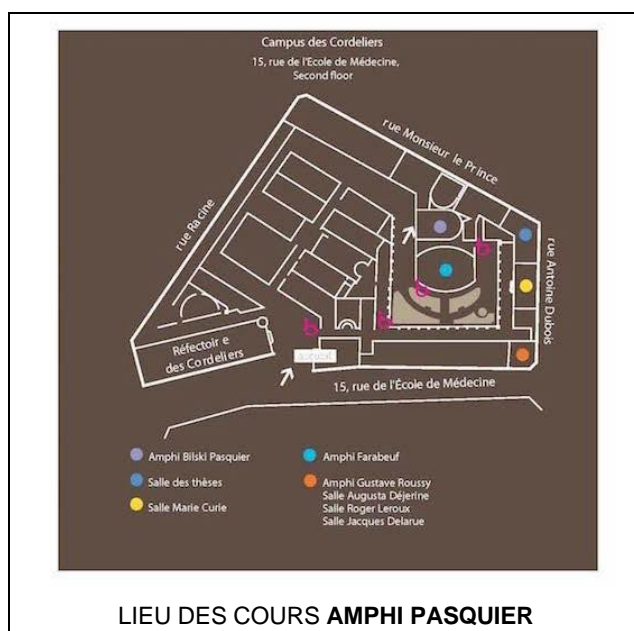 Campus des Cordeliers
15, rue de l'Ecole de Médecine,
Second floor
rue Monsieur le Prince
rue Racine
rue Antoine Dubois
Réfectoir e
des Cordeliers
accueil
15, rue de l'École de Médecine
Amphi Bilski Pasquier
Salle des thèses
Salle Marie Curie
Amphi Farabeuf
Amphi Gustave Roussy
Salle Augusta Déjerine
Salle Roger Leroux
Salle Jacques Delarue
LIEU DES COURS AMPHI PASQUIER